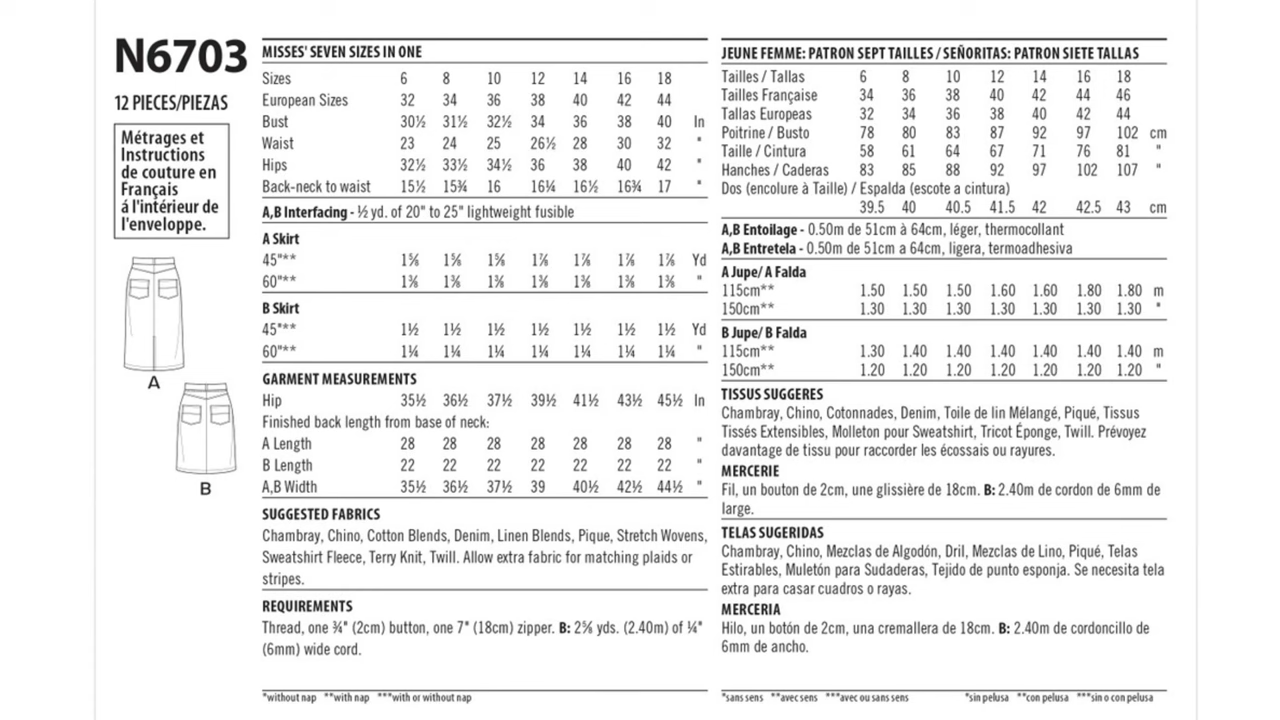 N6703
12 PIECES/PIEZAS
Métrages et
Instructions
de couture en
Français
á l'intérieur de
l'enveloppe.
A
B
MISSES' SEVEN SIZES IN ONE
Sizes 6 8 10 12 14 16 18
European Sizes 32 34 36 38 40 42 44
Bust 30½ 31½ 32½ 34 36 38 40 In
Waist 23 24 25 26½ 28 30 32 "
Hips 32½ 33½ 34½ 36 38 40 42 "
Back-neck to waist 15½ 15¾ 16 16¼ 16½ 16¾ 17 "
A,B Interfacing - ½ yd. of 20" to 25" lightweight fusible
A Skirt
45"** 1⅝ 1⅝ 1⅝ 1⅞ 1⅞ 1⅞ 1⅞ Yd
60"** 1⅜ 1⅜ 1⅜ 1⅜ 1⅜ 1⅜ 1⅜ "
B Skirt
45"** 1½ 1½ 1½ 1½ 1½ 1½ 1½ Yd
60"** 1¼ 1¼ 1¼ 1¼ 1¼ 1¼ 1¼ "
GARMENT MEASUREMENTS
Hip 35½ 36½ 37½ 39½ 41½ 43½ 45½ In
Finished back length from base of neck:
A Length 28 28 28 28 28 28 28 "
B Length 22 22 22 22 22 22 22 "
A,B Width 35½ 36½ 37½ 39 40½ 42½ 44½ "
SUGGESTED FABRICS
Chambray, Chino, Cotton Blends, Denim, Linen Blends, Pique, Stretch Wovens,
Sweatshirt Fleece, Terry Knit, Twill. Allow extra fabric for matching plaids or
stripes.
REQUIREMENTS
Thread, one ¾" (2cm) button, one 7" (18cm) zipper. B: 2⅝ yds. (2.40m) of ¼"
(6mm) wide cord.
*without nap **with nap ***with or without nap
JEUNE FEMME: PATRON SEPT TAILLES / SEÑORITAS: PATRON SIETE TALLAS
Tailles / Tallas 6 8 10 12 14 16 18
Tailles Française 34 36 38 40 42 44 46
Tallas Europeas 32 34 36 38 40 42 44
Poitrine / Busto 78 80 83 87 92 97 102 cm
Taille / Cintura 58 61 64 67 71 76 81 "
Hanches / Caderas 83 85 88 92 97 102 107 "
Dos (encolure à Taille) / Espalda (escote a cintura)
39.5 40 40.5 41.5 42 42.5 43 cm
A,B Entoilage - 0.50m de 51cm à 64cm, léger, thermocollant
A,B Entretela - 0.50m de 51cm a 64cm, ligera, termoadhesiva
A Jupe/ A Falda
115cm** 1.50 1.50 1.50 1.60 1.60 1.80 1.80 m
150cm** 1.30 1.30 1.30 1.30 1.30 1.30 1.30 "
B Jupe/ B Falda
115cm** 1.30 1.40 1.40 1.40 1.40 1.40 1.40 m
150cm** 1.20 1.20 1.20 1.20 1.20 1.20 1.20 "
TISSUS SUGGERES
Chambray, Chino, Cotonnades, Denim, Toile de lin Mélangé, Piqué, Tissus
Tissés Extensibles, Molleton pour Sweatshirt, Tricot Éponge, Twill. Prévoyez
davantage de tissu pour raccorder les écossais ou rayures.
MERCERIE
Fil, un bouton de 2cm, une glissière de 18cm. B: 2.40m de cordon de 6mm de
large.
TELAS SUGERIDAS
Chambray, Chino, Mezclas de Algodón, Dril, Mezclas de Lino, Piqué, Telas
Estirables, Muletón para Sudaderas, Tejido de punto esponja. Se necesita tela
extra para casar cuadros o rayas.
MERCERIA
Hilo, un botón de 2cm, una cremallera de 18cm. B: 2.40m de cordoncillo de
6mm de ancho.
*sans sens **avec sens ***avec ou sans sens *sin pelusa **con pelusa ***sin o con pelusa